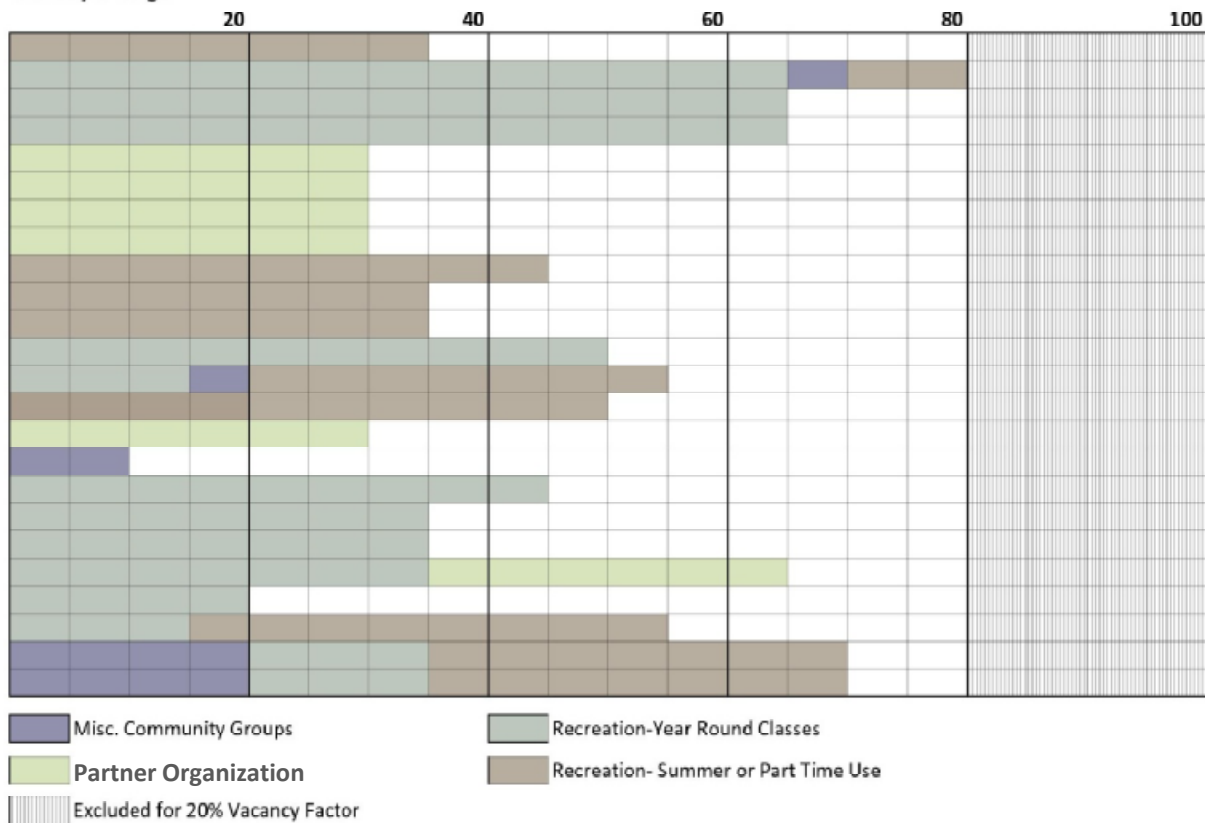 20 40 60 80 100
Misc. Community Groups
Recreation-Year Round Classes
Partner Organization
Recreation- Summer or Part Time Use
Excluded for 20% Vacancy Factor